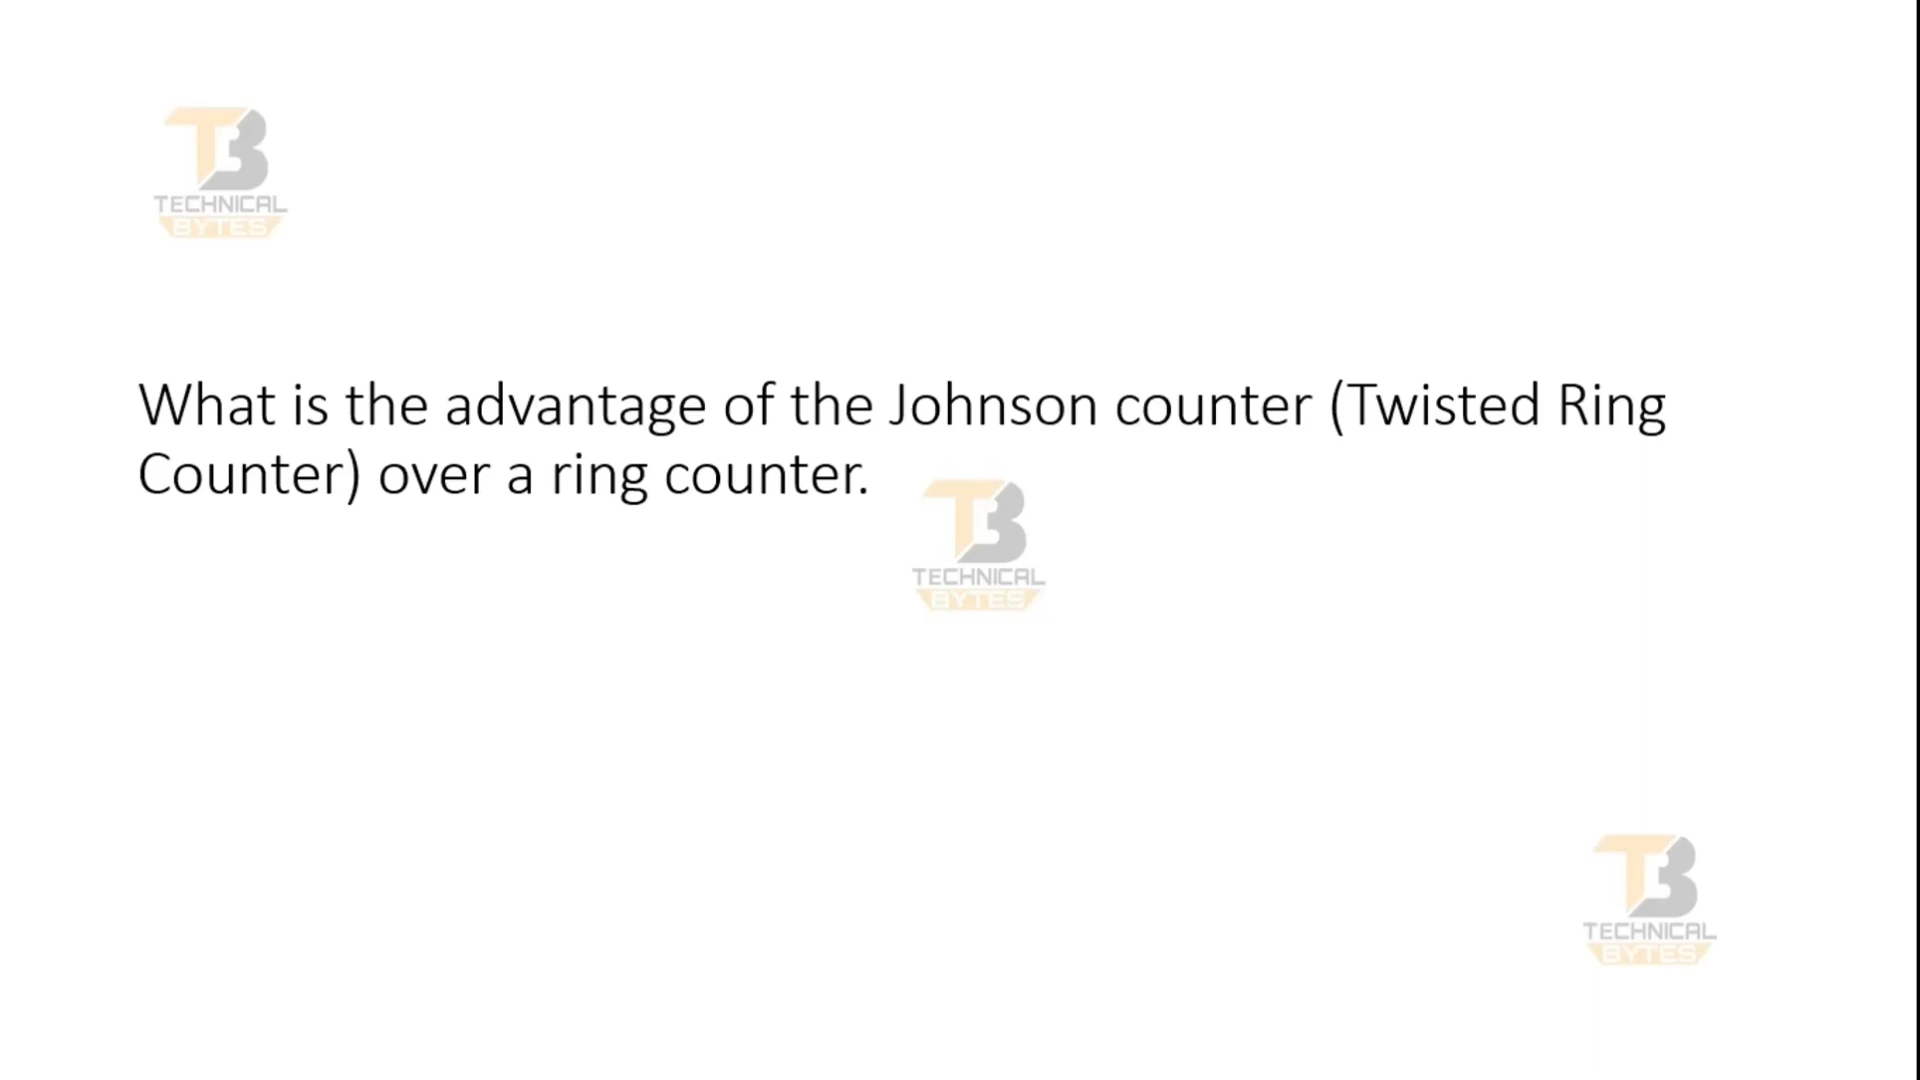 TECHNICAL
BYTES
What is the advantage of the Johnson counter (Twisted Ring
Counter) over a ring counter.
TECHNICAL
BYTES
TECHNICAL
BYTES